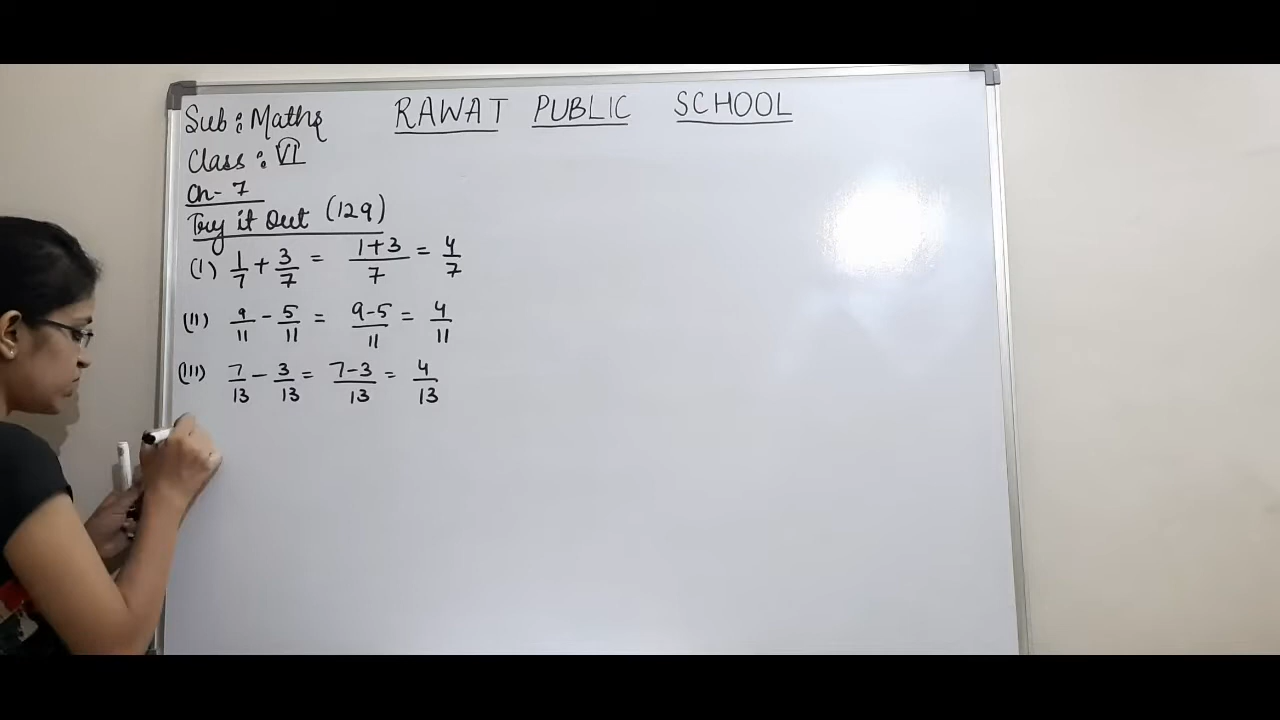 RAWAT PUBLIC SCHOOL
Sub: Maths
Class: VI
Ch-7
Try it Out (129)
(I) 1/7 + 3/7 = 1+3/7 = 4/7
(II) 9/11 - 5/11 = 9-5/11 = 4/11
(III) 7/13 - 3/13 = 7-3/13 = 4/13